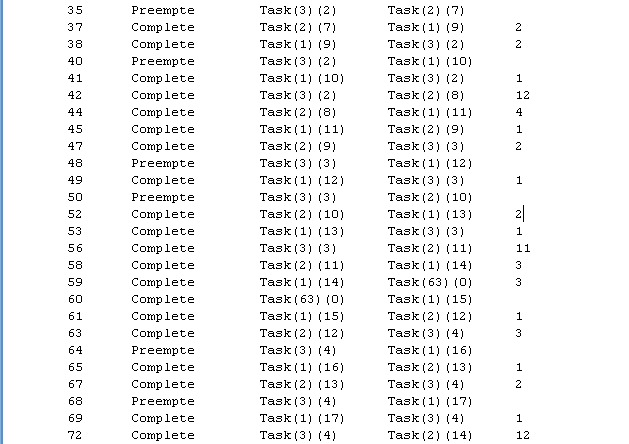 35 Preempte Task(3)(2) Task(2)(7)
37 Complete Task(2)(7) Task(1)(9) 2
38 Complete Task(1)(9) Task(3)(2) 2
40 Preempte Task(3)(2) Task(1)(10)
41 Complete Task(1)(10) Task(3)(2) 1
42 Complete Task(3)(2) Task(2)(8) 12
44 Complete Task(2)(8) Task(1)(11) 4
45 Complete Task(1)(11) Task(2)(9) 1
47 Complete Task(2)(9) Task(3)(3) 2
48 Preempte Task(3)(3) Task(1)(12)
49 Complete Task(1)(12) Task(3)(3) 1
50 Preempte Task(3)(3) Task(2)(10)
52 Complete Task(2)(10) Task(1)(13) 2
53 Complete Task(1)(13) Task(3)(3) 1
56 Complete Task(3)(3) Task(2)(11) 11
58 Complete Task(2)(11) Task(1)(14) 3
59 Complete Task(1)(14) Task(63)(0) 3
60 Complete Task(63)(0) Task(1)(15)
61 Complete Task(1)(15) Task(2)(12) 1
63 Complete Task(2)(12) Task(3)(4) 3
64 Preempte Task(3)(4) Task(1)(16)
65 Complete Task(1)(16) Task(2)(13) 1
67 Complete Task(2)(13) Task(3)(4) 2
68 Preempte Task(3)(4) Task(1)(17)
69 Complete Task(1)(17) Task(3)(4) 1
72 Complete Task(3)(4) Task(2)(14) 12